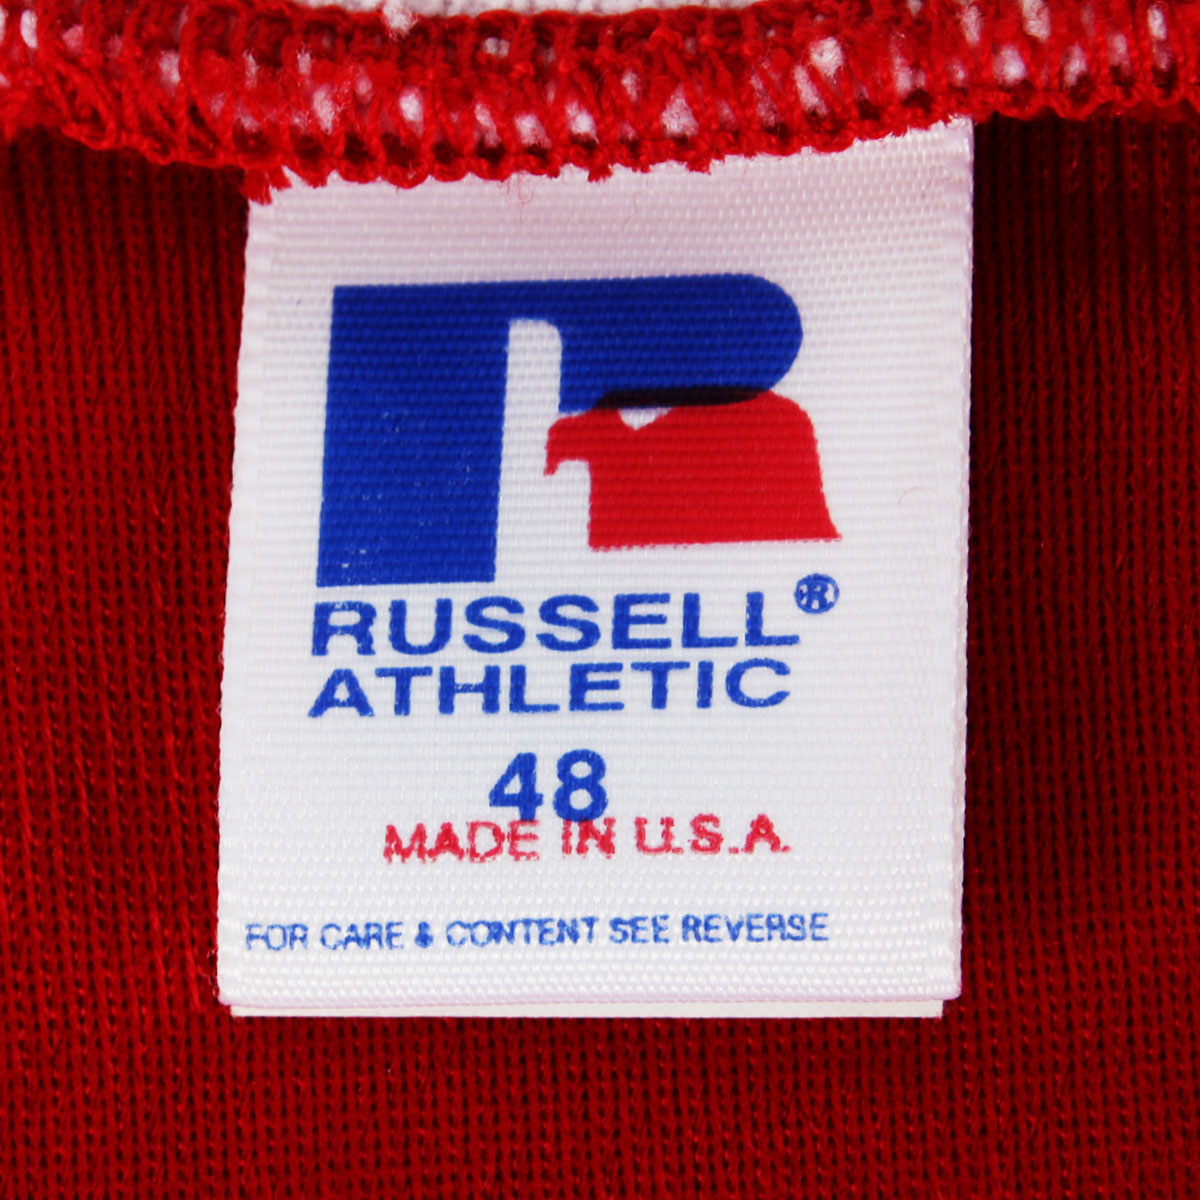 RUSSELL®
ATHLETIC
48
MADE IN U.S.A.
FOR CARE & CONTENT SEE REVERSE